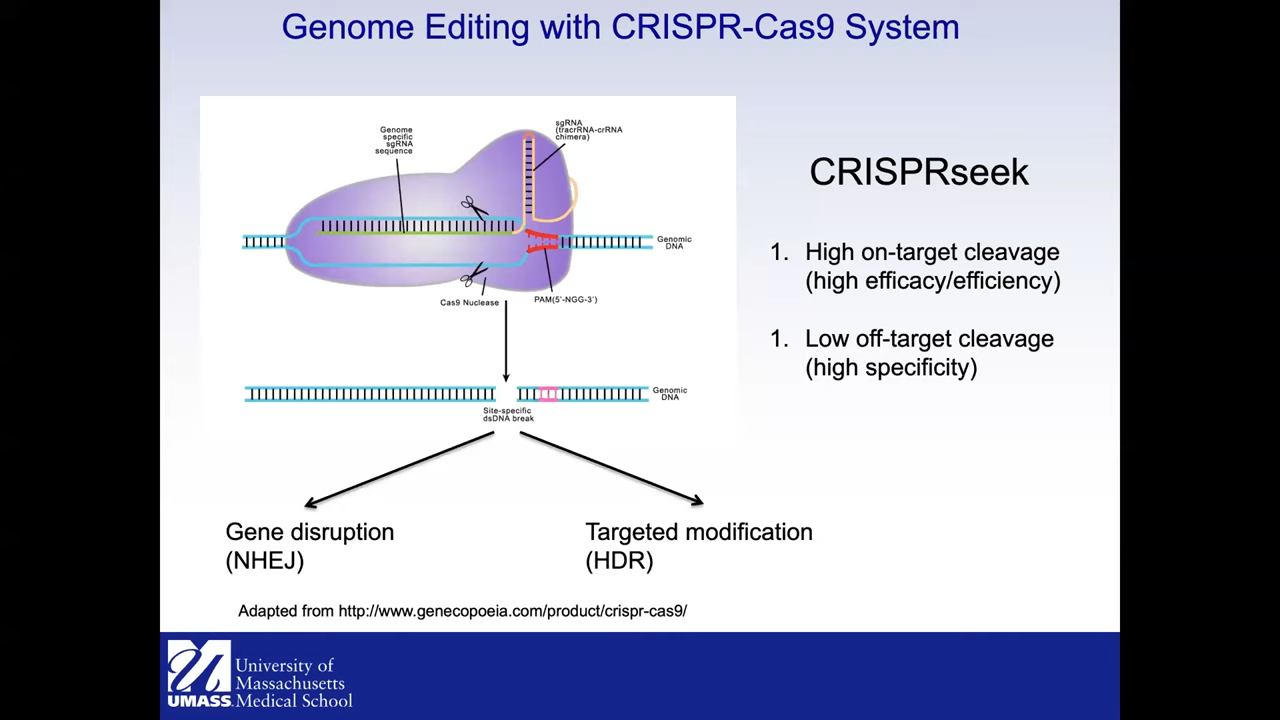 Genome Editing with CRISPR-Cas9 System
Genome
specific
sgRNA
sequence
sgRNA
(tracrRNA-crRNA
chimera)
Genomic
DNA
Cas9 Nuclease
PAM(5'-NGG-3')
Genomic
DNA
Site-specific
dsDNA break
Gene disruption
(NHEJ)
Targeted modification
(HDR)
CRISPRseek
1. High on-target cleavage
(high efficacy/efficiency)
1. Low off-target cleavage
(high specificity)
Adapted from http://www.genecopoeia.com/product/crispr-cas9/
UMASS
University of
Massachusetts
Medical School